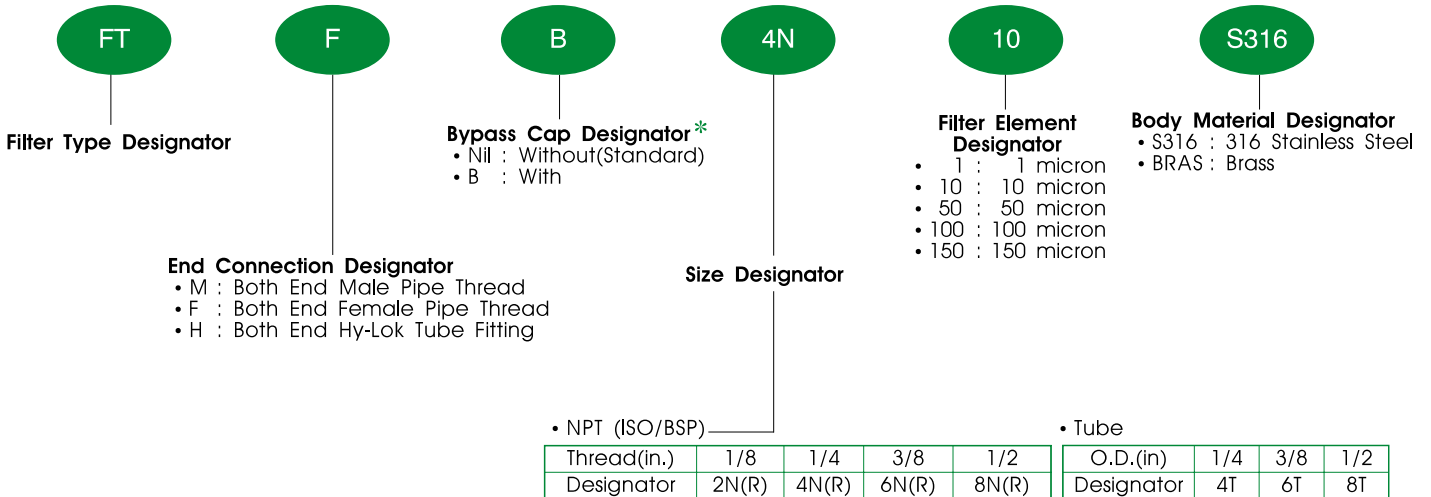 FT F B 4N 10 S316
Filter Type Designator
Bypass Cap Designator*
• Nil : Without(Standard)
• B : With
Filter Element
Designator
• 1 : 1 micron
• 10 : 10 micron
• 50 : 50 micron
• 100 : 100 micron
• 150 : 150 micron
Body Material Designator
• S316 : 316 Stainless Steel
• BRAS : Brass
End Connection Designator
• M : Both End Male Pipe Thread
• F : Both End Female Pipe Thread
• H : Both End Hy-Lok Tube Fitting
Size Designator
• NPT (ISO/BSP)
Thread(in.) 1/8 1/4 3/8 1/2
Designator 2N(R) 4N(R) 6N(R) 8N(R)
• Tube
O.D.(in) 1/4 3/8 1/2
Designator 4T 6T 8T